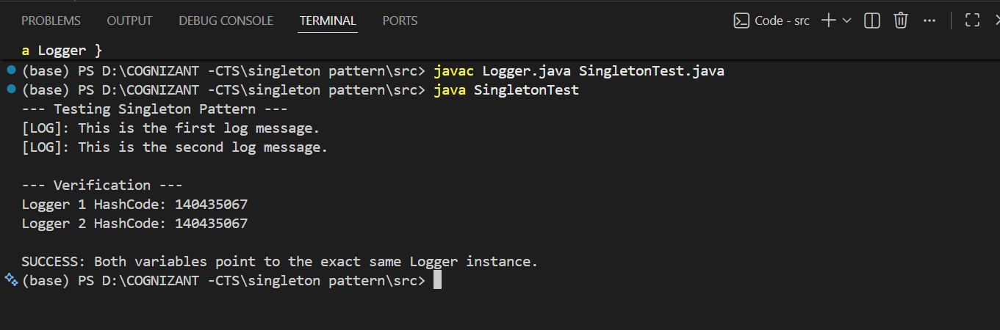 PROBLEMS OUTPUT DEBUG CONSOLE TERMINAL PORTS Code - src
a Logger }
(base) PS D:\COGNIZANT -CTS\singleton pattern\src> javac Logger.java SingletonTest.java
(base) PS D:\COGNIZANT -CTS\singleton pattern\src> java SingletonTest
--- Testing Singleton Pattern ---
[LOG]: This is the first log message.
[LOG]: This is the second log message.
--- Verification ---
Logger 1 HashCode: 140435067
Logger 2 HashCode: 140435067
SUCCESS: Both variables point to the exact same Logger instance.
(base) PS D:\COGNIZANT -CTS\singleton pattern\src>